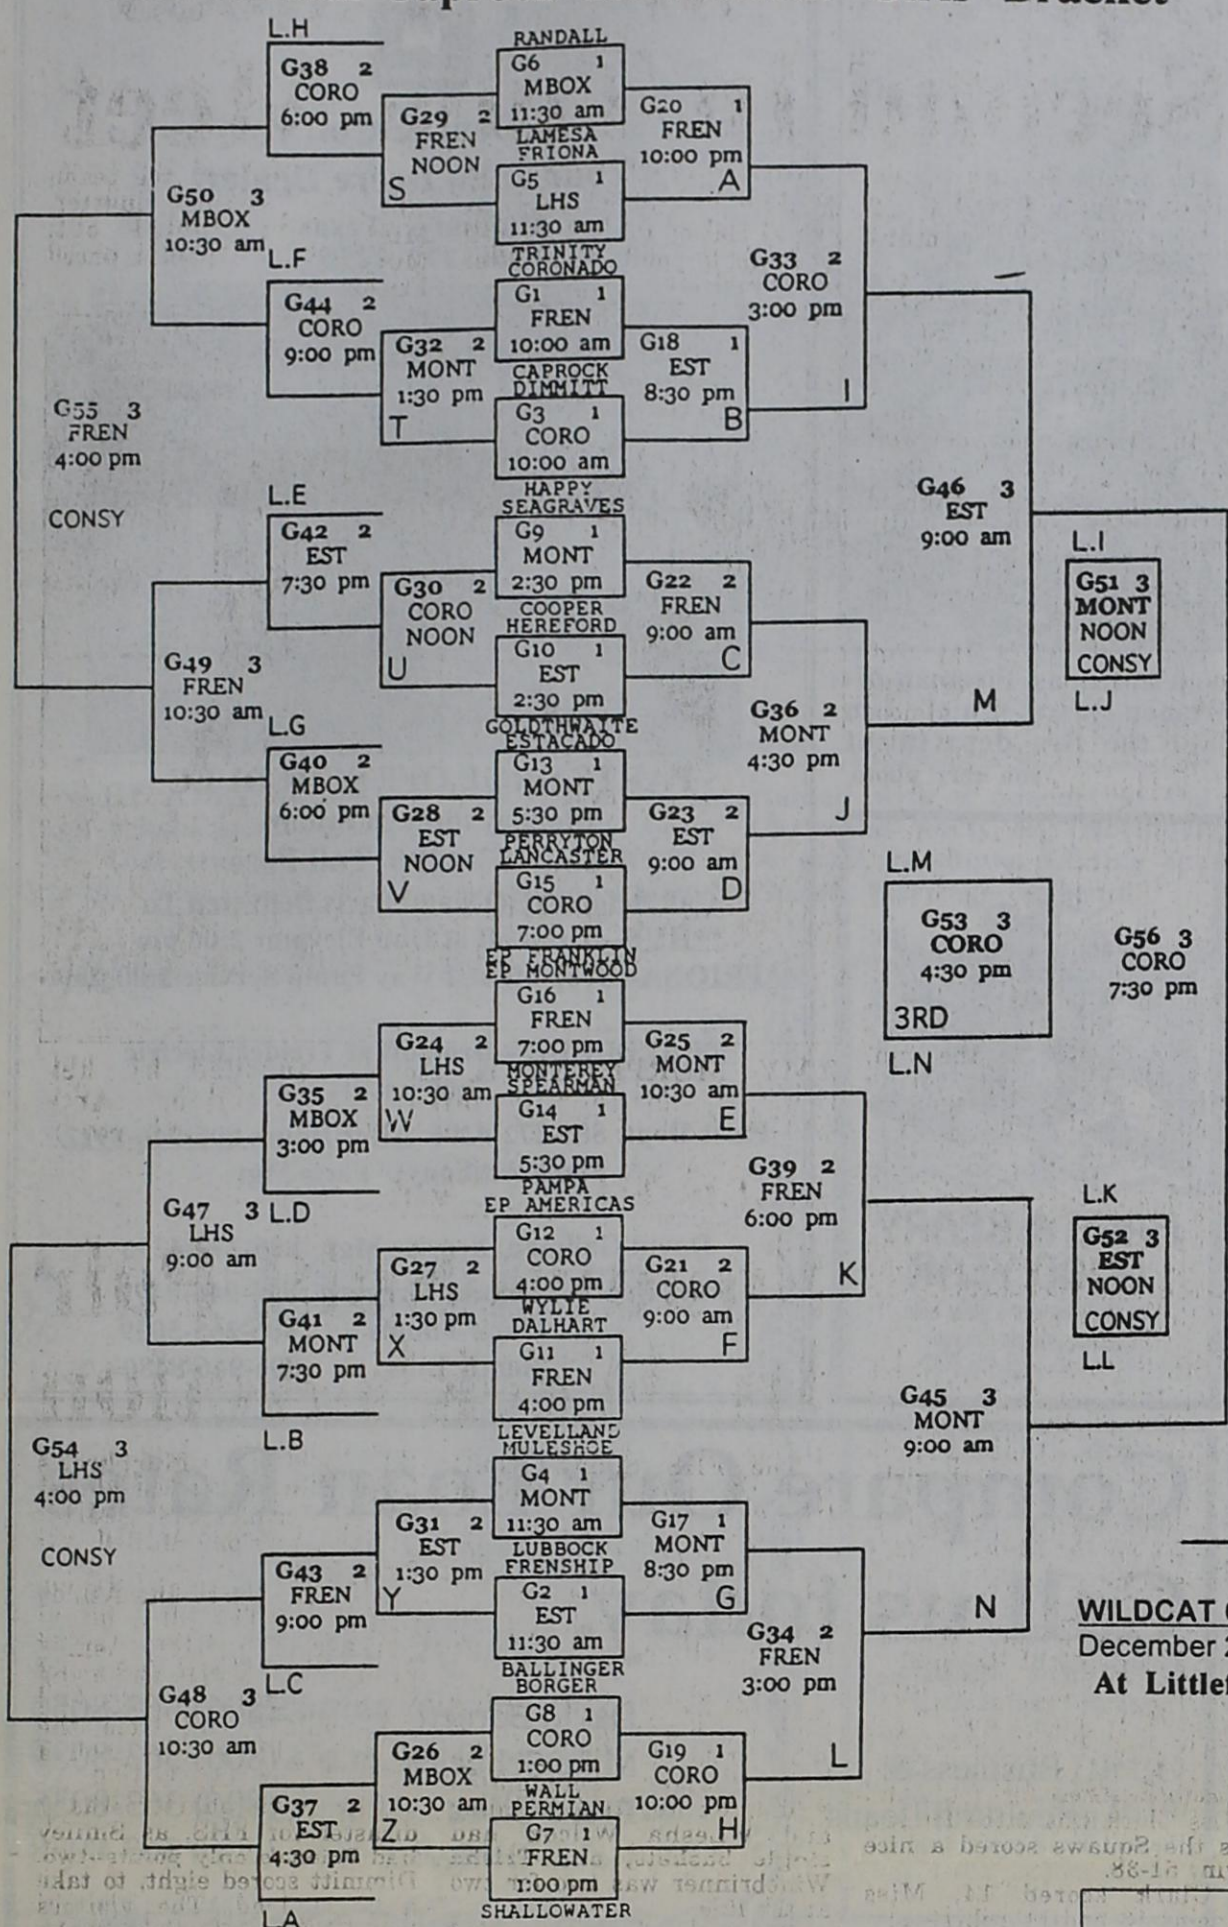 Bracket
L.H
G38 2
CORO
6:00 pm
G29 2
FREN
NOON
S
RANDALL
G6 1
MBOX
11:30 am
LAMESA
FRIONA
G5 1
LHS
11:30 am
TRINITY
CORONADO
G20 1
FREN
10:00 pm
A
G50 3
MBOX
10:30 am
L.F
G44 2
CORO
9:00 pm
G32 2
MONT
1:30 pm
T
G1 1
FREN
10:00 am
CAPROCK
DIMMITT
G3 1
CORO
10:00 am
HAPPY
SEAGRAVES
G18 1
EST
8:30 pm
B
G33 2
CORO
3:00 pm
I
G55 3
FREN
4:00 pm
CONSY
L.E
G42 2
EST
7:30 pm
G30 2
CORO
NOON
U
G9 1
MONT
2:30 pm
COOPER
HEREFORD
G10 1
EST
2:30 pm
GOLDTHWAITE
ESTACADO
G22 2
FREN
9:00 am
C
G46 3
EST
9:00 am
M
L.I
G51 3
MONT
NOON
CONSY
L.J
G49 3
FREN
10:30 am
L.G
G40 2
MBOX
6:00 pm
G28 2
EST
NOON
V
G13 1
MONT
5:30 pm
PERRYTON
LANCASTER
G15 1
CORO
7:00 pm
EP FRANKLIN
EP MONTWOOD
G23 2
EST
9:00 am
D
G36 2
MONT
4:30 pm
J
L.M
G53 3
CORO
4:30 pm
3RD
L.N
G56 3
CORO
7:30 pm
G35 2
MBOX
3:00 pm
L.D
G24 2
LHS
10:30 am
W
G16 1
FREN
7:00 pm
MONTEREY
SPEARMAN
G14 1
EST
5:30 pm
PAMPA
EP AMERICAS
G25 2
MONT
10:30 am
E
G39 2
FREN
6:00 pm
K
G47 3
LHS
9:00 am
G41 2
MONT
7:30 pm
L.B
G27 2
LHS
1:30 pm
X
G12 1
CORO
4:00 pm
WYLIE
DALHART
G11 1
FREN
4:00 pm
LEVELLAND
MULESHOE
G21 2
CORO
9:00 am
F
L.K
G52 3
EST
NOON
CONSY
L.L
G45 3
MONT
9:00 am
N
G54 3
LHS
4:00 pm
CONSY
G43 2
FREN
9:00 pm
L.C
G31 2
EST
1:30 pm
Y
G4 1
MONT
11:30 am
LUBBOCK
FRENSHIP
G2 1
EST
11:30 am
BALLINGER
BORGER
G17 1
MONT
8:30 pm
G
G34 2
FREN
3:00 pm
L
G48 3
CORO
10:30 am
G37 2
EST
4:30 pm
L.A
G26 2
MBOX
10:30 am
Z
G8 1
CORO
1:00 pm
WALL
PERMIAN
G7 1
FREN
1:00 pm
SHALLOWATER
G19 1
CORO
10:00 pm
H
WILDCAT
December
At